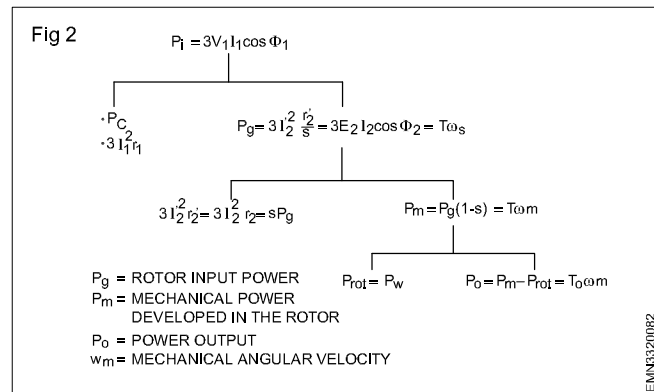 Fig 2
Pi = 3V₁I₁cos Φ₁
•PC
•3 I₁²r₁
Pg = 3 I₂'² r₂'/s = 3E₂ I₂cos Φ₂ = Tωs
3 I₂'² r₂' = 3 I₂² r₂ = sPg
Pm = Pg(1-s) = Tωm
Prot = Pw
Po = Pm – Prot = Toωm
Pg = ROTOR INPUT POWER
Pm = MECHANICAL POWER
DEVELOPED IN THE ROTOR
Po = POWER OUTPUT
wm = MECHANICAL ANGULAR VELOCITY
EMN3320082